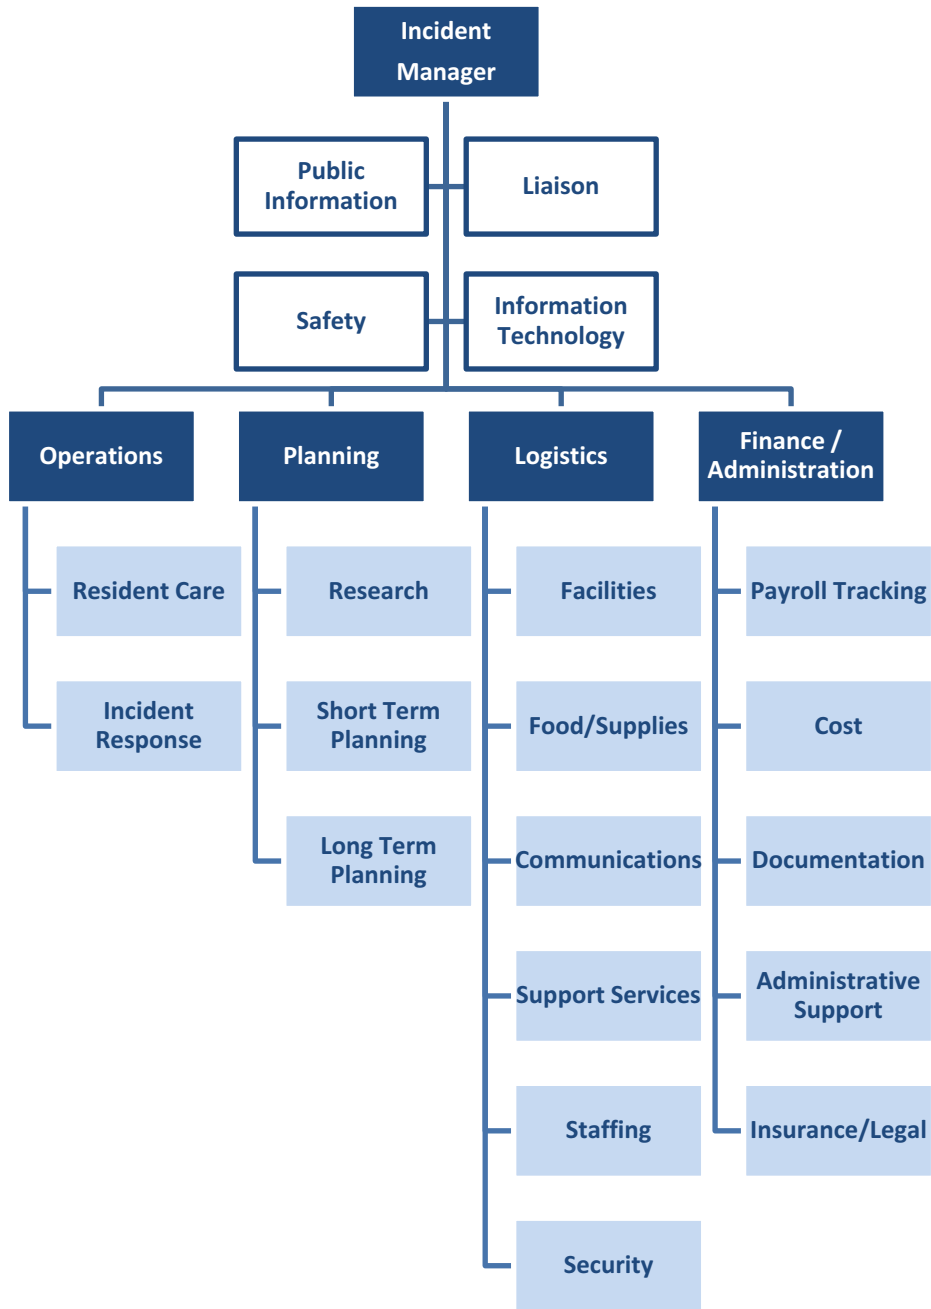 Incident
Manager
Public
Information
Liaison
Safety
Information
Technology
Operations
Planning
Logistics
Finance /
Administration
Resident Care
Research
Facilities
Payroll Tracking
Incident
Response
Short Term
Planning
Food/Supplies
Cost
Long Term
Planning
Communications
Documentation
Support Services
Administrative
Support
Staffing
Insurance/Legal
Security